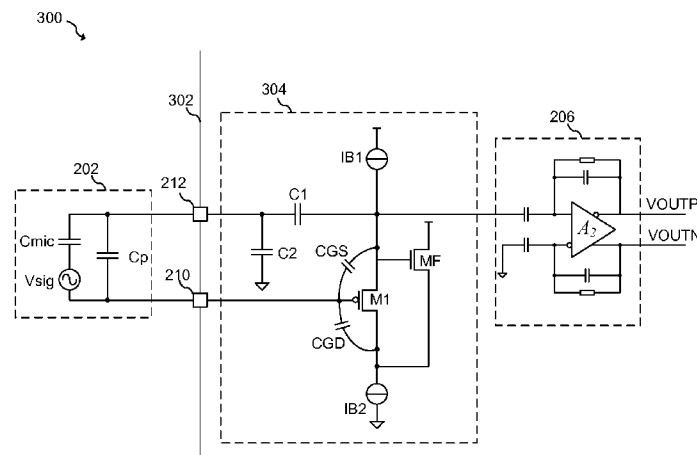 300
302
304
206
202
212
IB1
C1
VOUTP
Cmic
Cp
C2
CGS
MF
A2
VOUTN
Vsig
210
M1
CGD
IB2